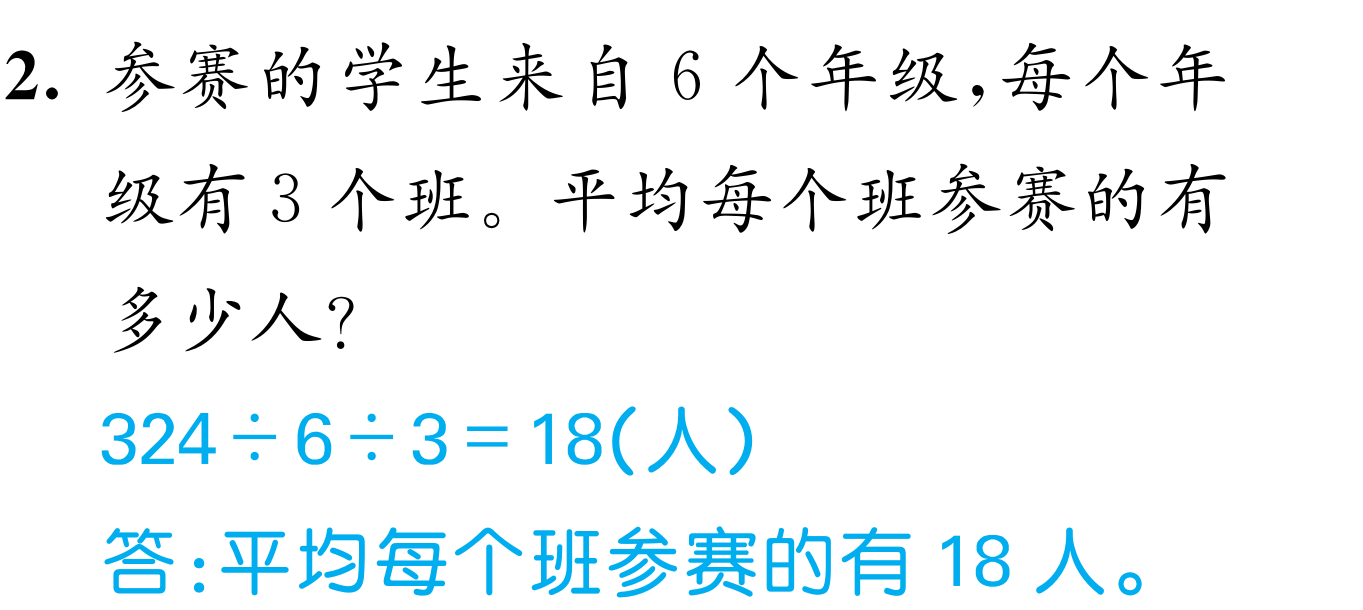 2. 参赛的学生来自 6 个年级,每个年
级有 3 个班。平均每个班参赛的有
多少人?
324÷6÷3=18(人)
答:平均每个班参赛的有 18 人。